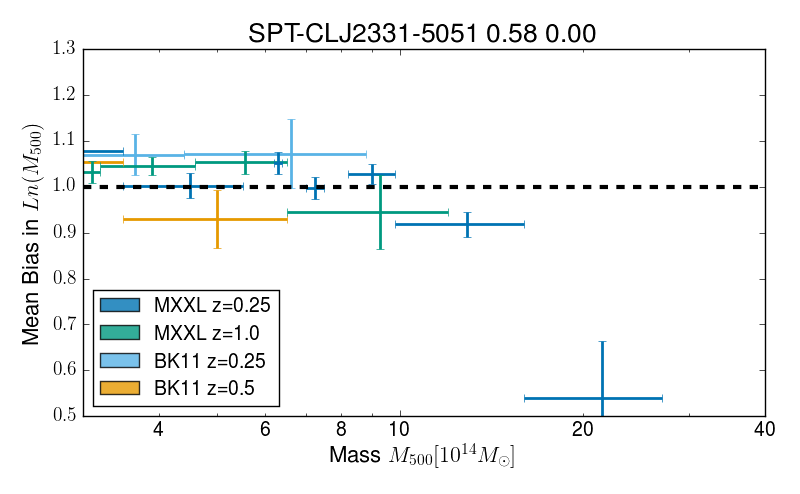 SPT-CLJ2331-5051 0.58 0.00
1.3
1.2
1.1
1.0
0.9
0.8
0.7
0.6
0.5
Mean Bias in Ln(M500)
MXXL z=0.25
MXXL z=1.0
BK11 z=0.25
BK11 z=0.5
4 6 8 10 20 40
Mass M500[10^14 M⊙]